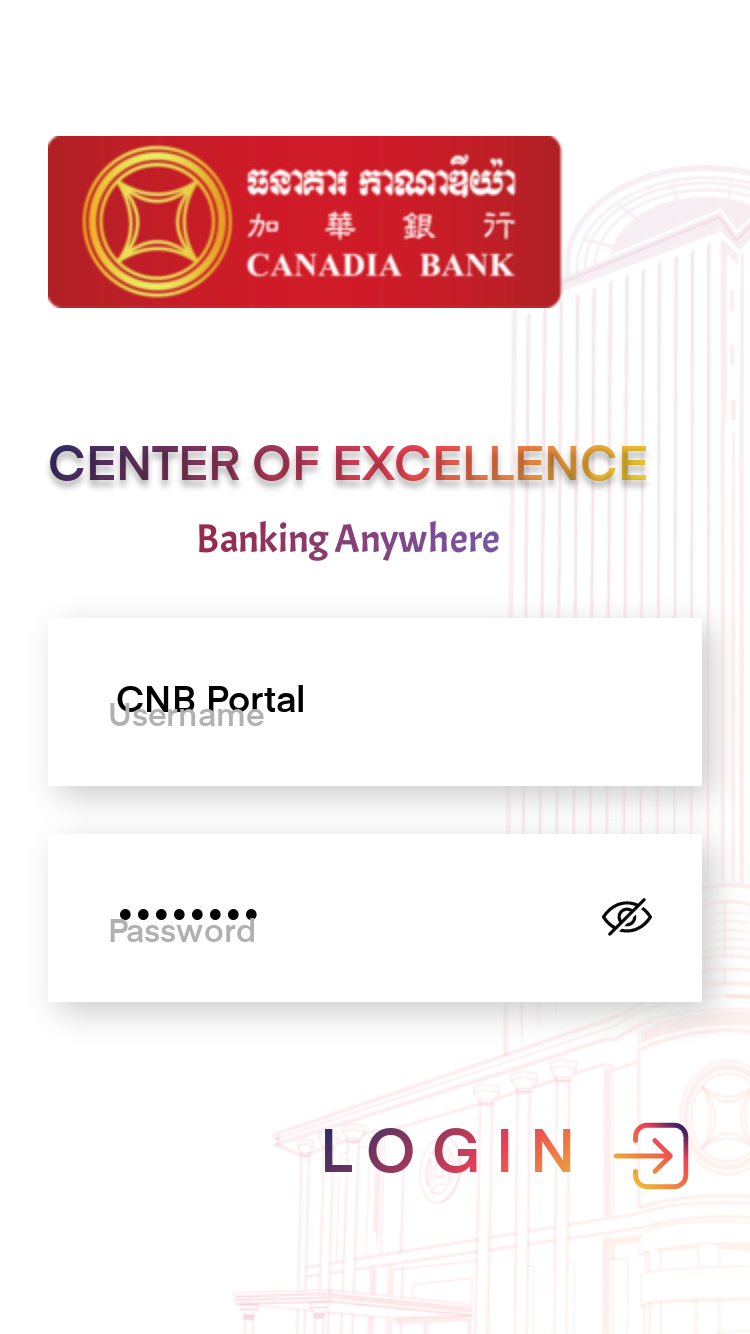 ធនាគារ កាណាឌីយ៉ា
加華銀行
CANADIA BANK
CENTER OF EXCELLENCE
Banking Anywhere
CNB Portal
Username
••••••••
Password
LOGIN